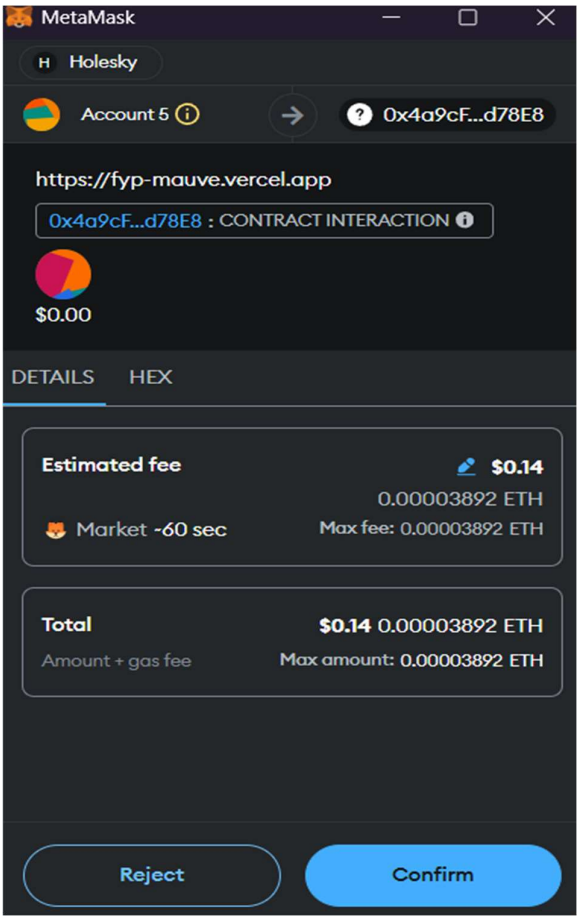 MetaMask
H Holesky
Account 5 0x4a9cF...d78E8
https://fyp-mauve.vercel.app
0x4a9cF...d78E8 : CONTRACT INTERACTION
$0.00
DETAILS HEX
Estimated fee $0.14
0.00003892 ETH
Market ~60 sec Max fee: 0.00003892 ETH
Total $0.14 0.00003892 ETH
Amount + gas fee Max amount: 0.00003892 ETH
Reject Confirm